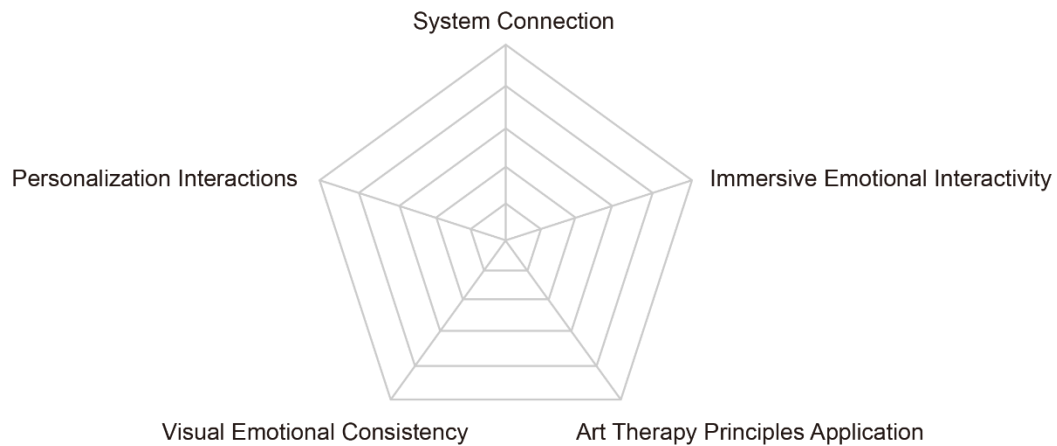 System Connection
Personalization Interactions
Immersive Emotional Interactivity
Visual Emotional Consistency
Art Therapy Principles Application